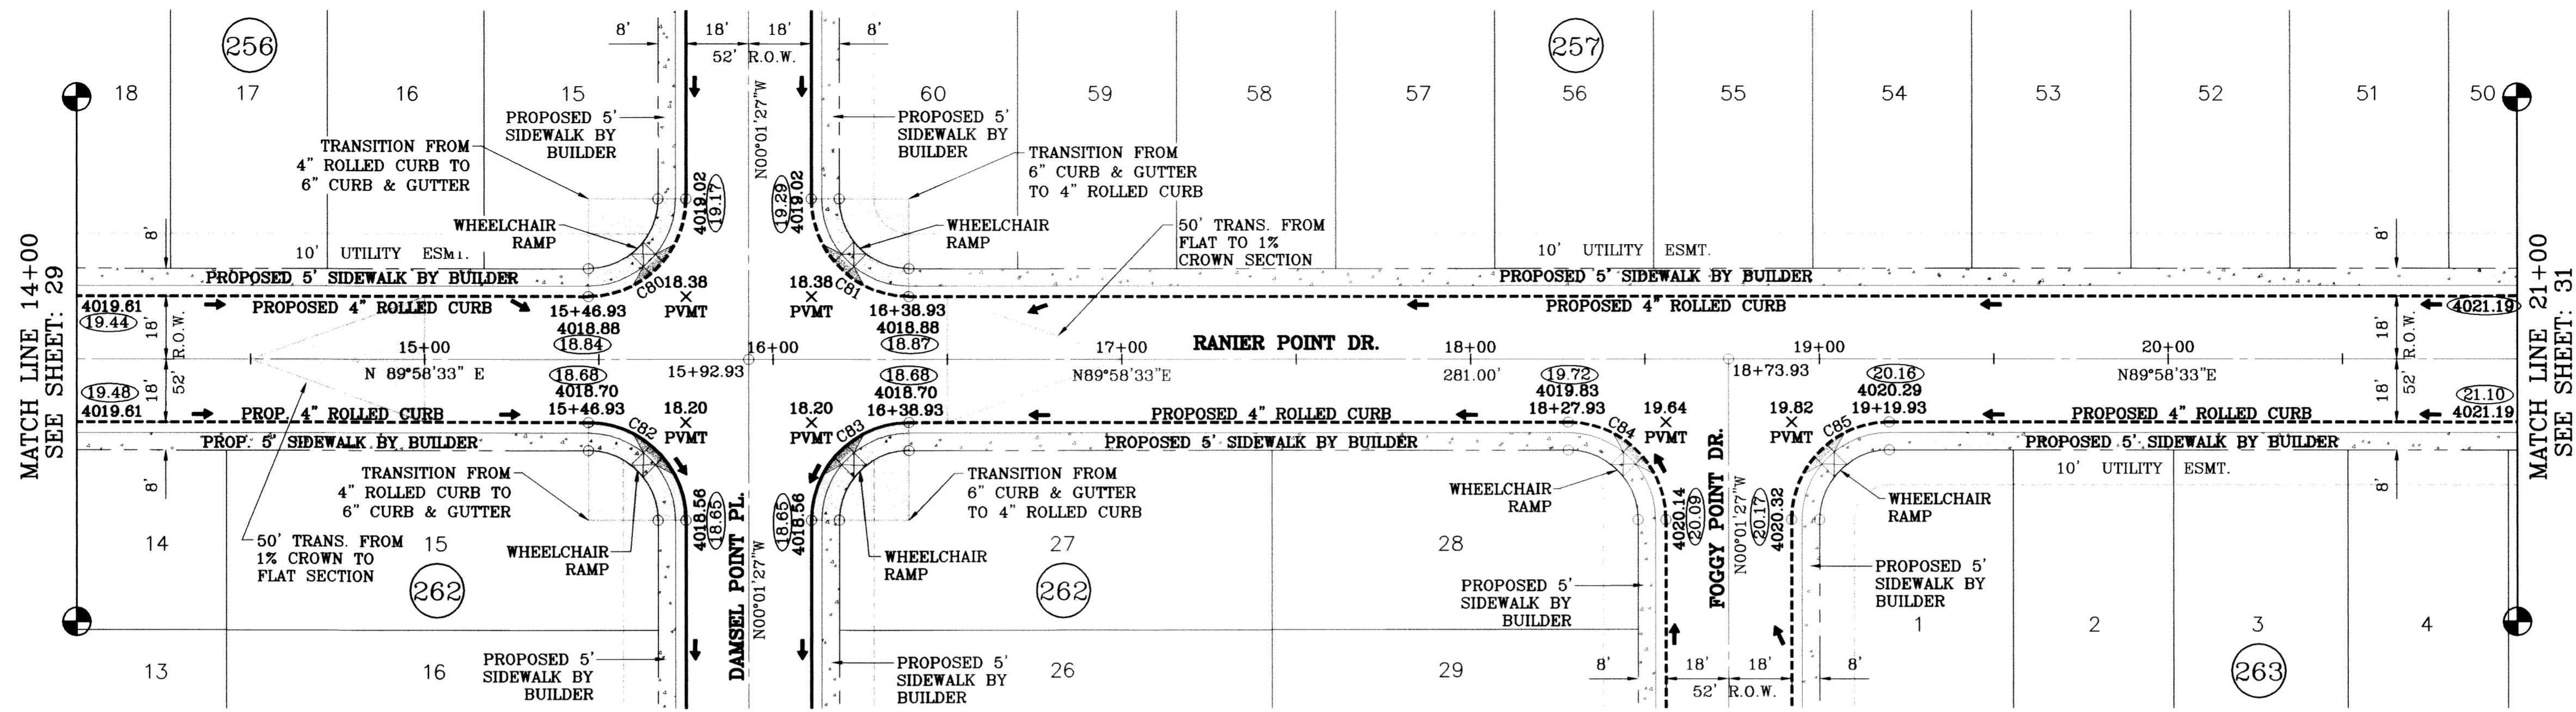 MATCH LINE 14+00
SEE SHEET: 29
256
18
17
16
15
8'
18'
18'
8'
52' R.O.W.
N00°01'27"W
PROPOSED 5'
SIDEWALK BY
BUILDER
TRANSITION FROM
4" ROLLED CURB TO
6" CURB & GUTTER
WHEELCHAIR
RAMP
4019.02
19.17
19.29
4019.02
60
59
58
57
56
55
54
53
52
51
50
257
PROPOSED 5'
SIDEWALK BY
BUILDER
TRANSITION FROM
6" CURB & GUTTER
TO 4" ROLLED CURB
WHEELCHAIR
RAMP
50' TRANS. FROM
FLAT TO 1%
CROWN SECTION
8'
10' UTILITY ESMT.
10' UTILITY ESMT.
8'
PROPOSED 5' SIDEWALK BY BUILDER
PROPOSED 5' SIDEWALK BY BUILDER
PROPOSED 4" ROLLED CURB
PROPOSED 4" ROLLED CURB
C80
18.38
PVMT
18.38
PVMT
C81
4019.61
19.44
15+46.93
4018.88
18.84
16+38.93
4018.88
18.87
4021.19
18'
52' R.O.W.
18'
15+00
16+00
17+00
RANIER POINT DR.
18+00
19+00
20+00
18'
52' R.O.W.
18'
N 89°58'33" E
15+92.93
N89°58'33"E
281.00'
18+73.93
N89°58'33"E
19.48
4019.61
18.68
4018.70
15+46.93
18.68
4018.70
16+38.93
19.72
4019.83
18+27.93
20.16
4020.29
19+19.93
21.10
4021.19
PROP. 4" ROLLED CURB
C82
18.20
PVMT
18.20
PVMT
C83
PROPOSED 4" ROLLED CURB
C84
19.64
PVMT
19.82
PVMT
C85
PROPOSED 4" ROLLED CURB
PROP. 5' SIDEWALK BY BUILDER
PROPOSED 5' SIDEWALK BY BUILDER
PROPOSED 5' SIDEWALK BY BUILDER
8'
10' UTILITY ESMT.
8'
TRANSITION FROM
4" ROLLED CURB TO
6" CURB & GUTTER
50' TRANS. FROM
1% CROWN TO
FLAT SECTION
WHEELCHAIR
RAMP
4018.56
18.65
18.65
4018.56
DAMSEL POINT PL.
N00°01'27"W
TRANSITION FROM
6" CURB & GUTTER
TO 4" ROLLED CURB
WHEELCHAIR
RAMP
WHEELCHAIR
RAMP
4020.14
20.09
20.17
4020.32
FOGGY POINT DR.
N00°01'27"W
WHEELCHAIR
RAMP
14
15
262
27
262
28
PROPOSED 5'
SIDEWALK BY
BUILDER
PROPOSED 5'
SIDEWALK BY
BUILDER
1
2
3
4
13
16
PROPOSED 5'
SIDEWALK BY
BUILDER
PROPOSED 5'
SIDEWALK BY
BUILDER
26
29
8'
18'
18'
8'
52' R.O.W.
263
MATCH LINE 21+00
SEE SHEET: 31